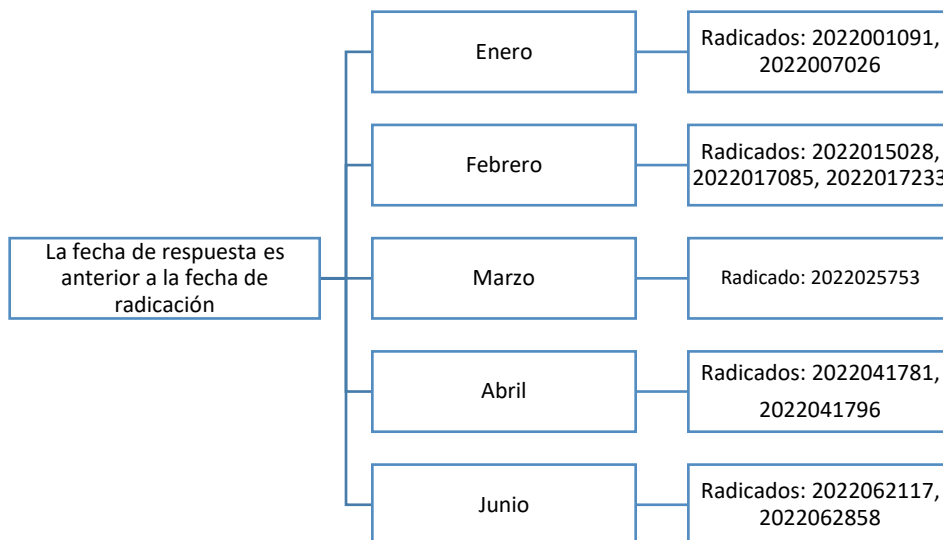 La fecha de respuesta es
anterior a la fecha de
radicación
Enero
Radicados: 2022001091,
2022007026
Febrero
Radicados: 2022015028,
2022017085, 2022017233
Marzo
Radicado: 2022025753
Abril
Radicados: 2022041781,
2022041796
Junio
Radicados: 2022062117,
2022062858